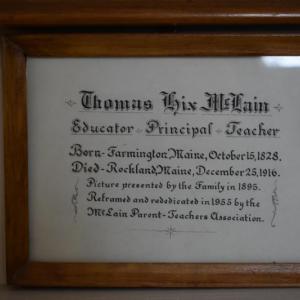 Thomas Hix McLain
Educator - Principal - Teacher
Born - Farmington, Maine, October 15, 1828.
Died - Rockland, Maine, December 25, 1916.
Picture presented by the Family in 1895.
Reframed and rededicated in 1955 by the
McLain Parent-Teachers Association.